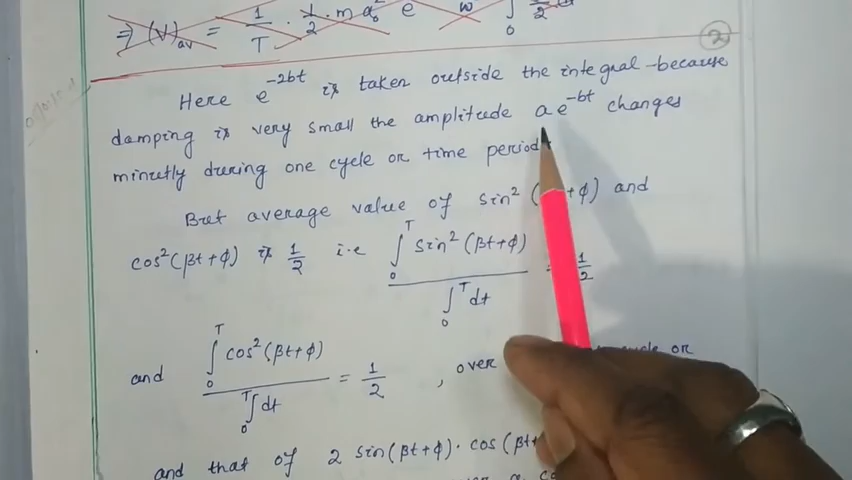 ⇒ (V)av = 1/T · 1/2 · m a₀² e ω ∫₀
2
Here e^-2bt is taken outside the integral because
damping is very small the amplitude a e^-bt changes
minutly during one cycle or time period
But average value of sin² ( +φ) and
cos²(βt+φ) is 1/2 i.e ∫₀ᵀ sin²(βt+φ) / ∫₀ᵀ dt = 1/2
and ∫₀ᵀ cos²(βt+φ) / ∫₀ᵀ dt = 1/2 , over cycle or
and that of 2 sin(βt+φ). cos(βt+